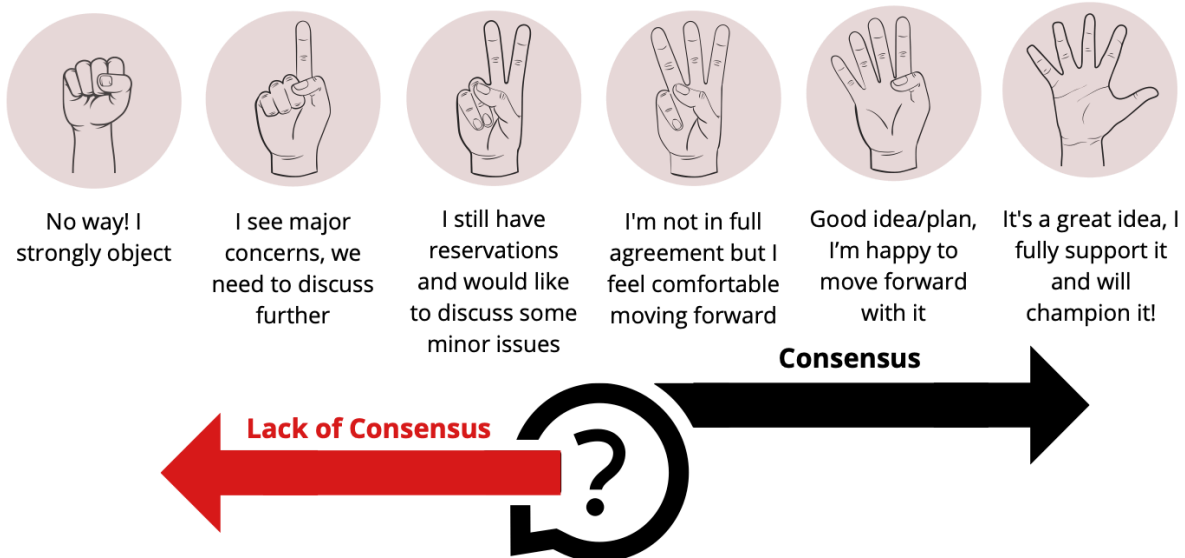 No way! I
strongly object
I see major
concerns, we
need to discuss
further
I still have
reservations
and would like
to discuss some
minor issues
I'm not in full
agreement but I
feel comfortable
moving forward
Good idea/plan,
I’m happy to
move forward
with it
It's a great idea, I
fully support it
and will
champion it!
Consensus
Lack of Consensus
?